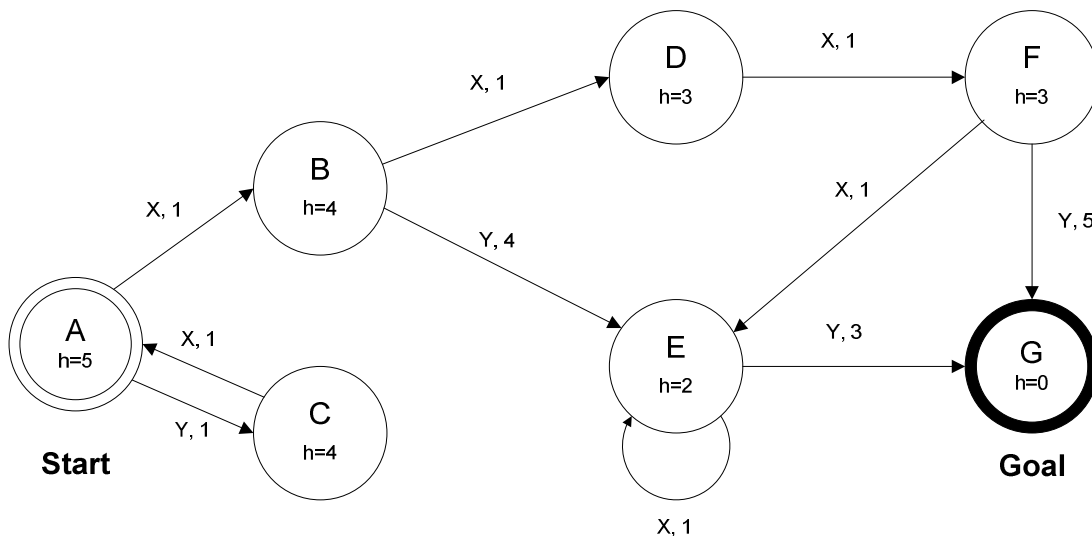 D
h=3
X, 1
F
h=3
X, 1
B
h=4
X, 1
X, 1
Y, 5
Y, 4
A
h=5
X, 1
E
h=2
Y, 3
G
h=0
C
h=4
Y, 1
Start
Goal
X, 1